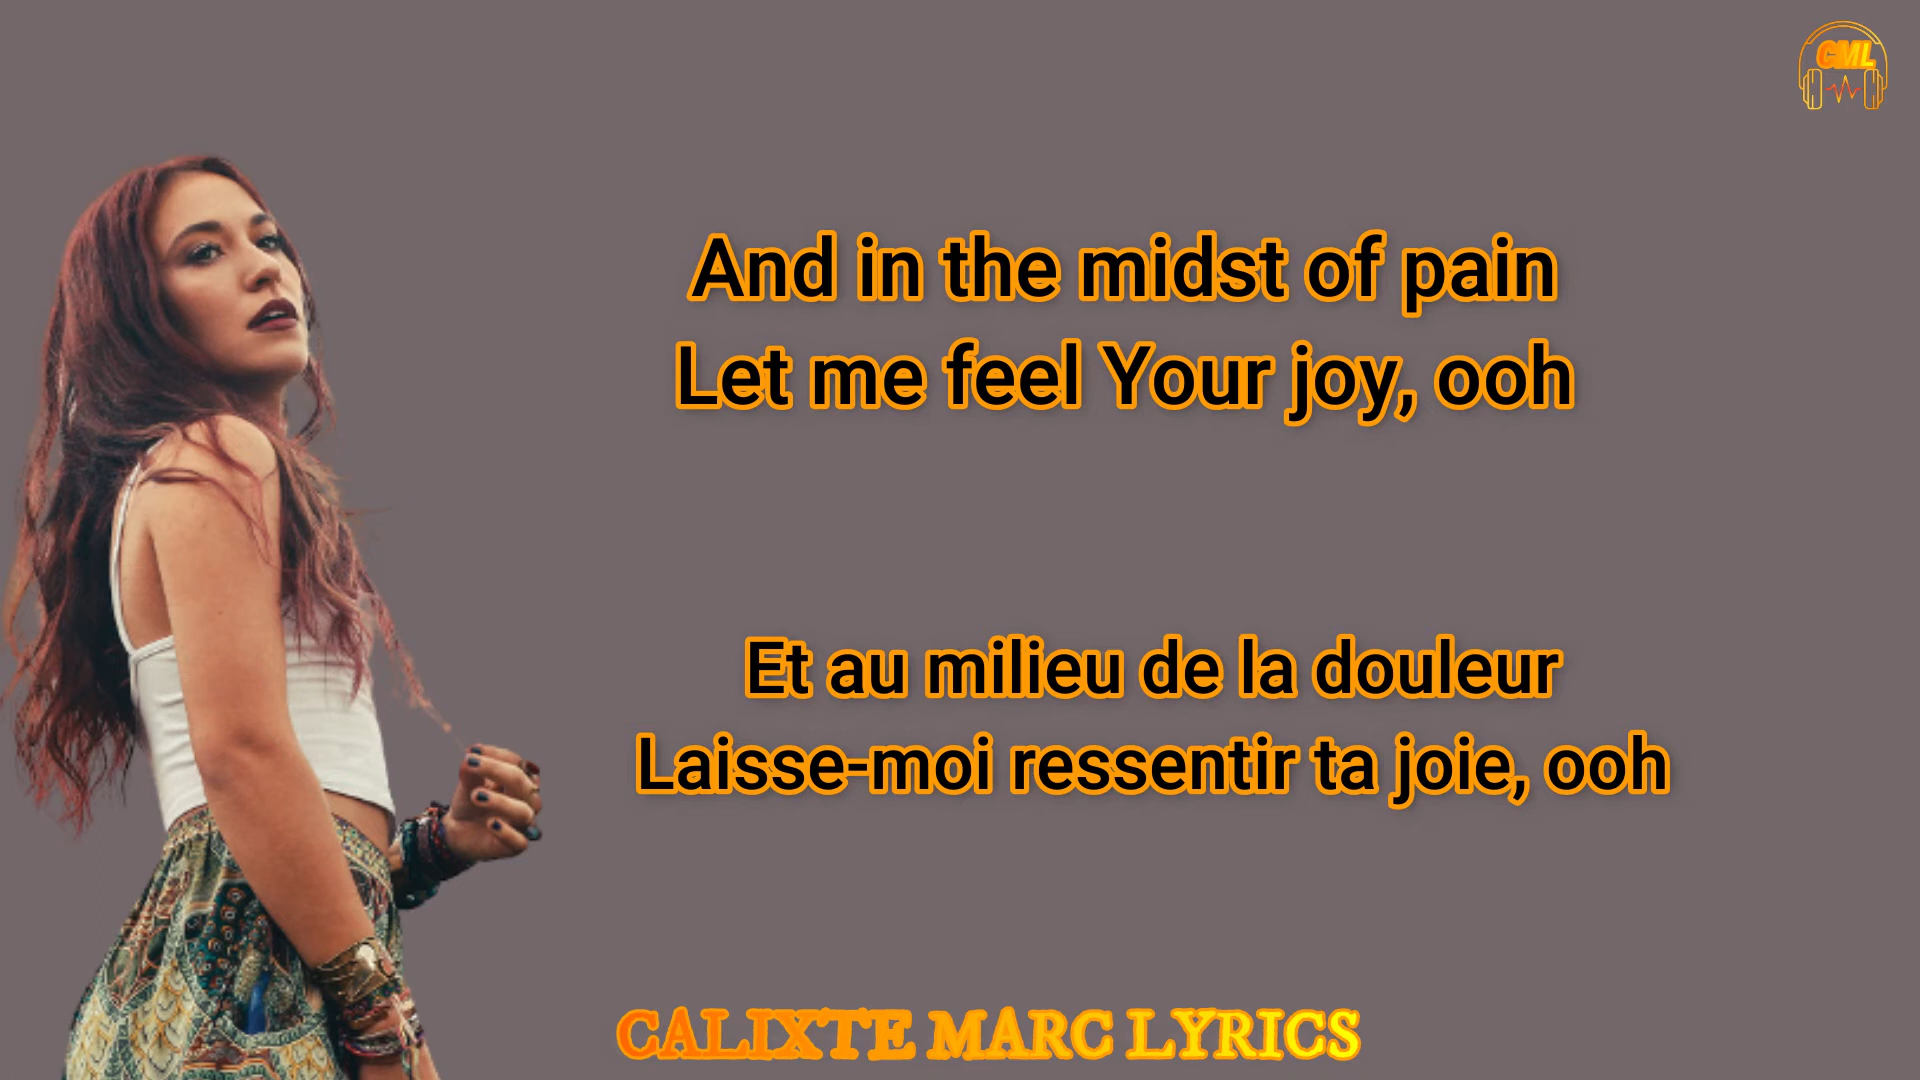 CML
And in the midst of pain
Let me feel Your joy, ooh
Et au milieu de la douleur
Laisse-moi ressentir ta joie, ooh
CALIXTE MARC LYRICS